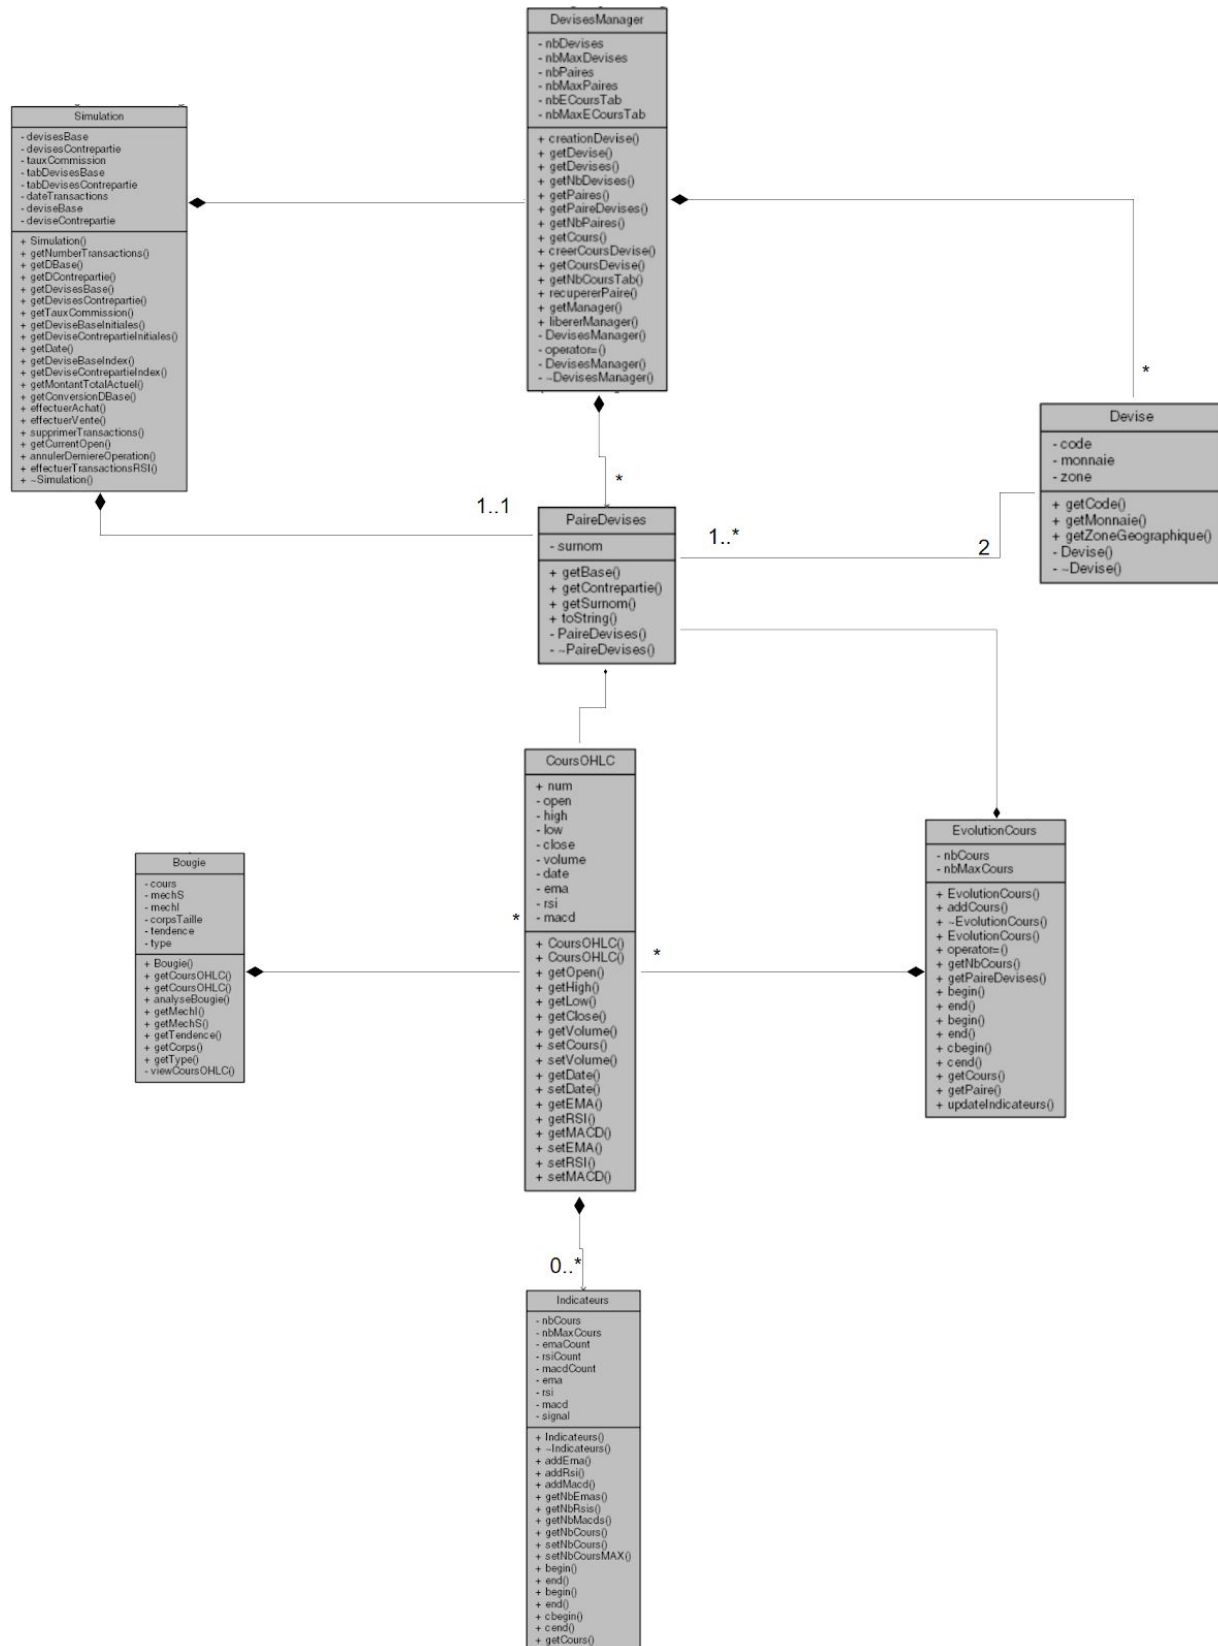 DevisesManager
- nbDevises
- nbMaxDevises
- nbPaires
- nbMaxPaires
- nbECoursTab
- nbMaxECoursTab
+ creationDevise()
+ getDevise()
+ getDevises()
+ getNbDevises()
+ getPaires()
+ getPaireDevises()
+ getNbPaires()
+ getCours()
+ creerCoursDevise()
+ getCoursDevise()
+ getNbCoursTab()
+ recupererPaire()
+ getManager()
+ libererManager()
- DevisesManager()
- operator=()
- DevisesManager()
- ~DevisesManager()
Simulation
- devisesBase
- devisesContrepartie
- tauxCommission
- tabDevisesBase
- tabDevisesContrepartie
- dateTransactions
- deviseBase
- deviseContrepartie
+ Simulation()
+ getNumberTransactions()
+ getDBase()
+ getDContrepartie()
+ getDevisesBase()
+ getDevisesContrepartie()
+ getTauxCommission()
+ getDeviseBaseInitiales()
+ getDeviseContrepartieInitiales()
+ getDate()
+ getDeviseBaseIndex()
+ getDeviseContrepartieIndex()
+ getMontantTotalActuel()
+ getConversionDBase()
+ effectuerAchat()
+ effectuerVente()
+ supprimerTransactions()
+ getCurrentOpen()
+ annulerDerniereOperation()
+ effectuerTransactionsRSI()
+ ~Simulation()
*
Devise
- code
- monnaie
- zone
+ getCode()
+ getMonnaie()
+ getZoneGeographique()
- Devise()
- ~Devise()
*
1..1
1..*
2
PaireDevises
- surnom
+ getBase()
+ getContrepartie()
+ getSurnom()
+ toString()
- PaireDevises()
- ~PaireDevises()
CoursOHLC
+ num
- open
- high
- low
- close
- volume
- date
- ema
- rsi
- macd
+ CoursOHLC()
+ CoursOHLC()
+ getOpen()
+ getHigh()
+ getLow()
+ getClose()
+ getVolume()
+ setCours()
+ setVolume()
+ getDate()
+ setDate()
+ getEMA()
+ getRSI()
+ getMACD()
+ setEMA()
+ setRSI()
+ setMACD()
*
*
Bougie
- cours
- mechS
- mechI
- corpsTaille
- tendence
- type
+ Bougie()
+ getCoursOHLC()
+ getCoursOHLC()
+ analyseBougie()
+ getMechI()
+ getMechS()
+ getTendence()
+ getCorps()
+ getType()
- viewCoursOHLC()
EvolutionCours
- nbCours
- nbMaxCours
+ EvolutionCours()
+ addCours()
+ ~EvolutionCours()
+ EvolutionCours()
+ operator=()
+ getNbCours()
+ getPaireDevises()
+ begin()
+ end()
+ begin()
+ end()
+ cbegin()
+ cend()
+ getCours()
+ getPaire()
+ updateIndicateurs()
0..*
Indicateurs
- nbCours
- nbMaxCours
- emaCount
- rsiCount
- macdCount
- ema
- rsi
- macd
- signal
+ Indicateurs()
+ ~Indicateurs()
+ addEma()
+ addRsi()
+ addMacd()
+ getNbEmas()
+ getNbRsis()
+ getNbMacds()
+ getNbCours()
+ setNbCours()
+ setNbCoursMAX()
+ begin()
+ end()
+ begin()
+ end()
+ cbegin()
+ cend()
+ getCours()